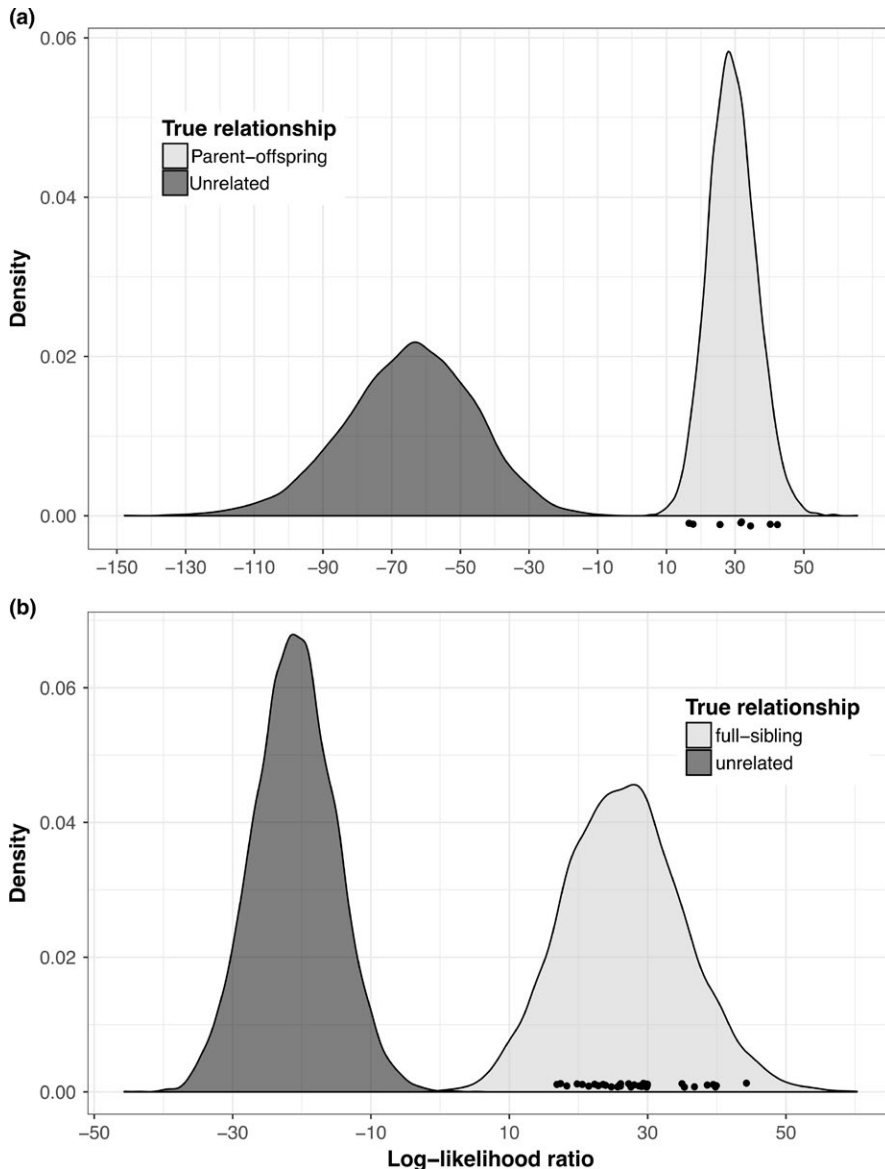 (a)
0.06
0.04
0.02
0.00
Density
True relationship
Parent−offspring
Unrelated
−150 −130 −110 −90 −70 −50 −30 −10 10 30 50
(b)
0.06
0.04
0.02
0.00
Density
True relationship
full−sibling
unrelated
−50 −30 −10 10 30 50
Log−likelihood ratio